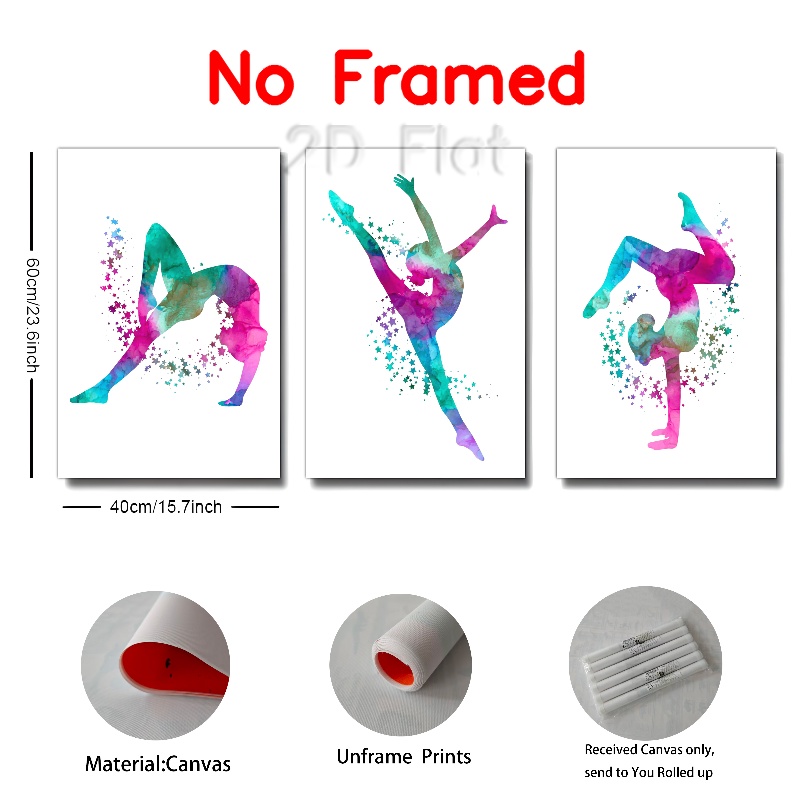 No Framed
2D Flat
60cm/23.6inch
40cm/15.7inch
Material:Canvas
Unframe Prints
Received Canvas only,
send to You Rolled up